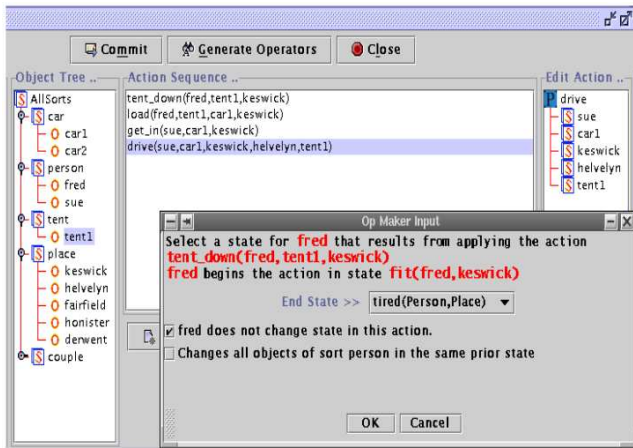 Commit
Generate Operators
Close
Object Tree ..
Action Sequence ..
Edit Action ..
AllSorts
car
car1
car2
person
fred
sue
tent
tent1
place
keswick
helvelyn
fairfield
honister
derwent
couple
tent_down(fred,tent1,keswick)
load(fred,tent1,car1,keswick)
get_in(sue,car1,keswick)
drive(sue,car1,keswick,helvelyn,tent1)
P drive
sue
car1
keswick
helvelyn
tent1
Op Maker Input
Select a state for fred that results from applying the action
tent_down(fred,tent1,keswick)
fred begins the action in state fit(fred,keswick)
End State >> tired(Person,Place)
fred does not change state in this action.
Changes all objects of sort person in the same prior state
OK Cancel